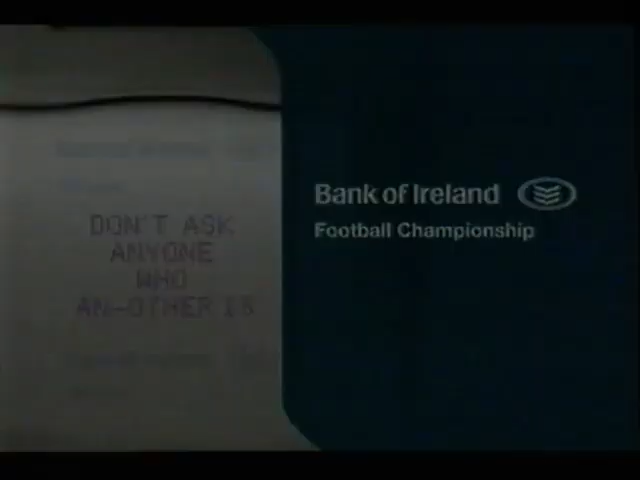 DON'T ASK
ANYONE
WHO
AN-OTHER IS
Bank of Ireland
Football Championship